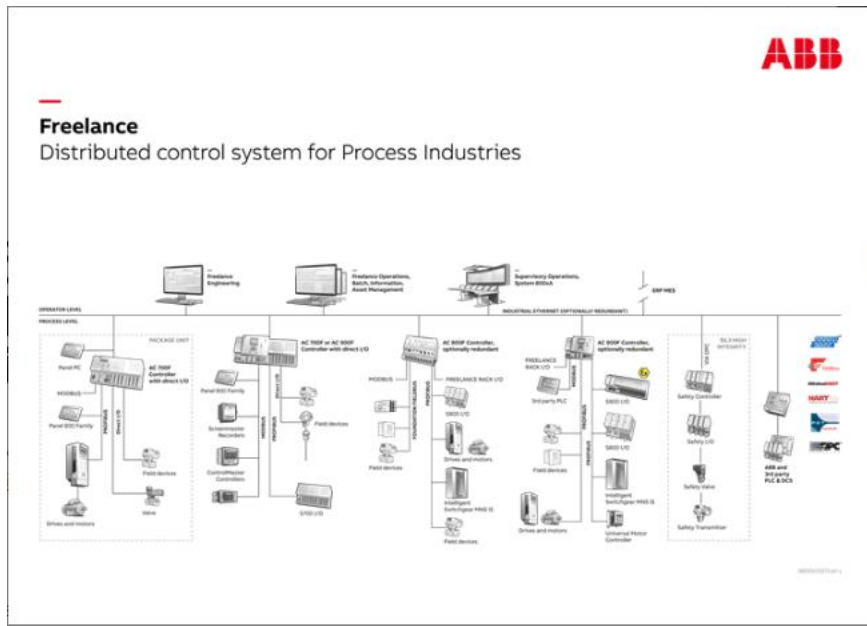 ABB
Freelance
Distributed control system for Process Industries
Freelance
Engineering
Freelance Operations,
Batch, Information,
Asset Management
Supervisory Operations,
System 800xA
ERP MES
OPERATOR LEVEL
INDUSTRIAL ETHERNET (OPTIONALLY REDUNDANT)
PROCESS LEVEL
PACKAGE UNIT
Panel PC
AC 700F
Controller
with direct I/O
MODBUS
PROFIBUS
Direct I/O
Panel 800 Family
Field devices
Drives and motors
Valve
AC 700F or AC 900F
Controller with direct I/O
Panel 800 Family
Direct I/O
Screenmaster
Recorders
MODBUS
PROFIBUS
Field devices
ControlMaster
Controllers
S700 I/O
AC 800F Controller,
optionally redundant
MODBUS
FREELANCE RACK I/O
FOUNDATION FIELDBUS
PROFIBUS
S800 I/O
Field devices
Drives and motors
Intelligent
Switchgear MNS iS
Field devices
AC 900F Controller,
optionally redundant
FREELANCE
RACK I/O
MODBUS
Ex
3rd party PLC
S900 I/O
S800 I/O
Field devices
PROFIBUS
Intelligent
Switchgear MNS iS
Drives and motors
Universal Motor
Controller
SIL3 HIGH
INTEGRITY
VIA OPC
Safety Controller
Safety I/O
Safety Valve
Safety Transmitter
ABB and
3rd party
PLC & DCS
HART
OPC